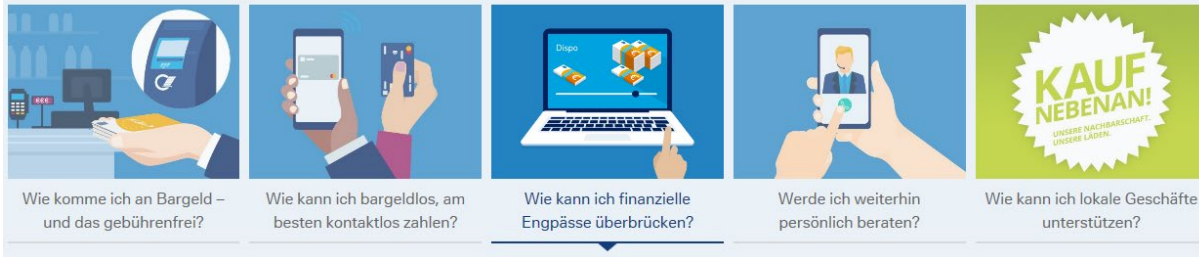 Dispo
KAUF
NEBENAN!
UNSERE NACHBARSCHAFT.
UNSERE LÄDEN.
Wie komme ich an Bargeld –
und das gebührenfrei?
Wie kann ich bargeldlos, am
besten kontaktlos zahlen?
Wie kann ich finanzielle
Engpässe überbrücken?
Werde ich weiterhin
persönlich beraten?
Wie kann ich lokale Geschäfte
unterstützen?